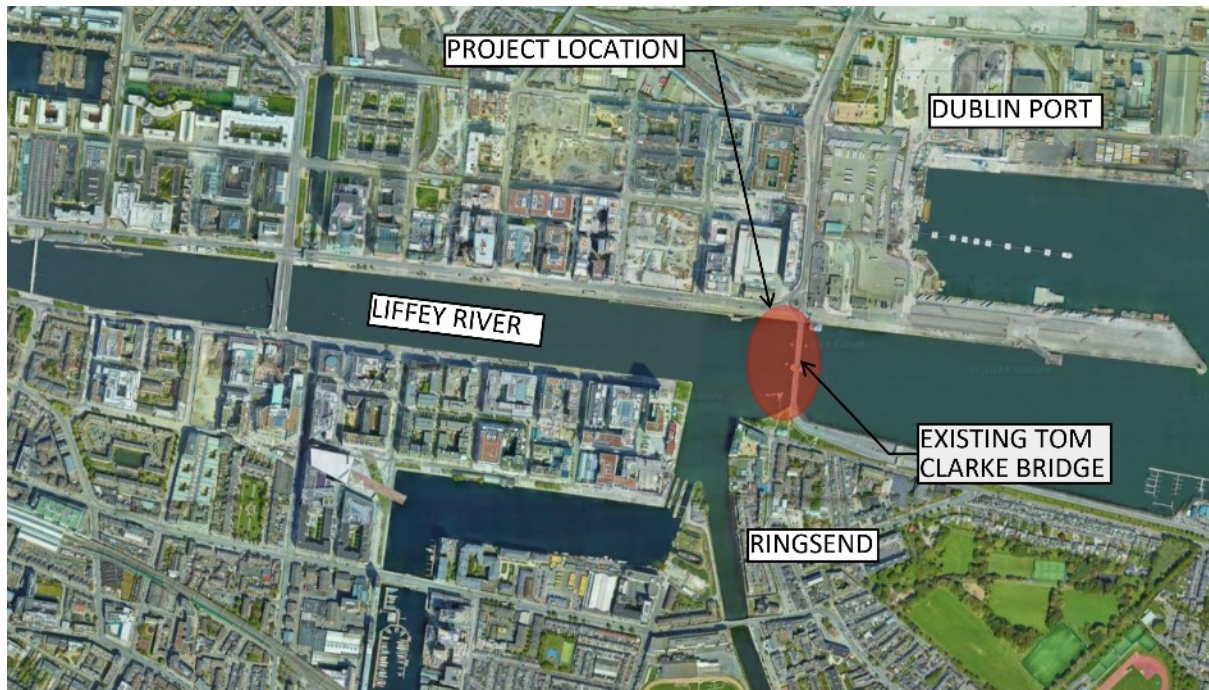 PROJECT LOCATION
DUBLIN PORT
LIFFEY RIVER
EXISTING TOM
CLARKE BRIDGE
RINGSEND